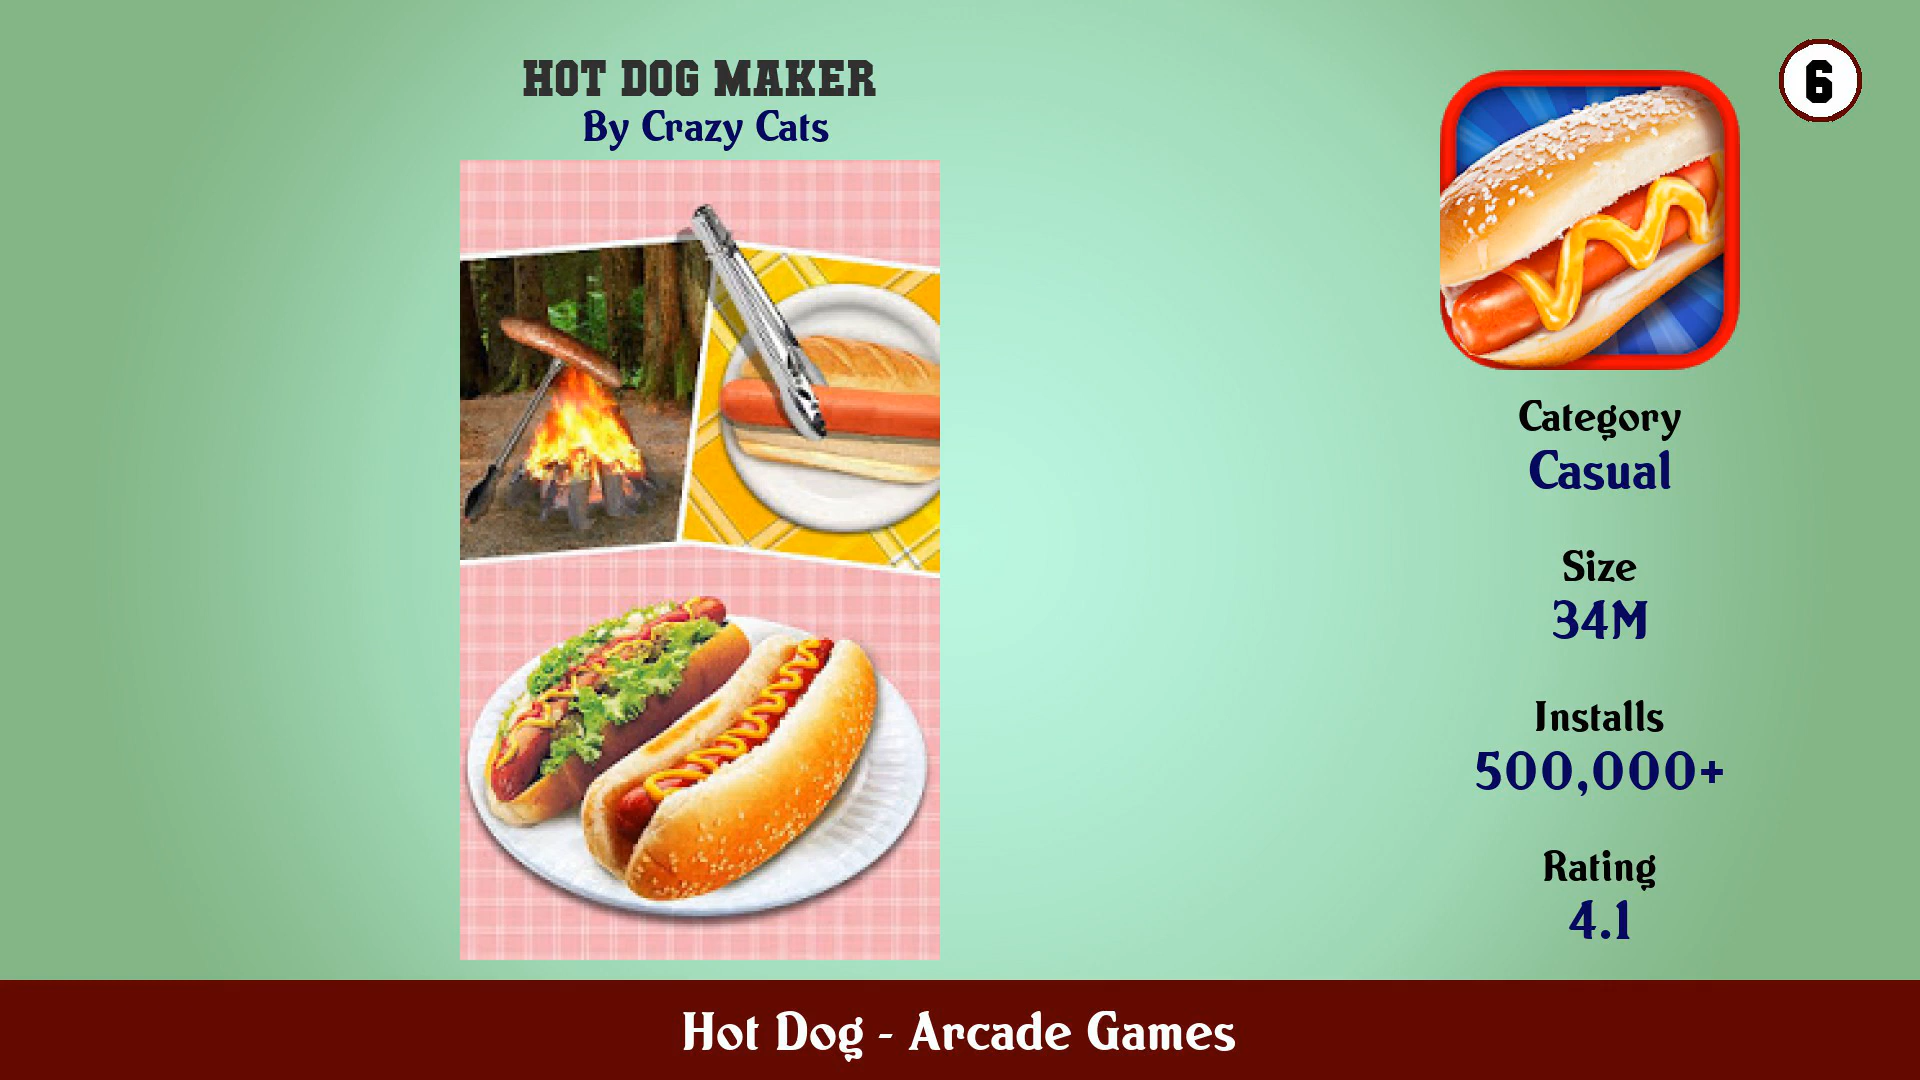 HOT DOG MAKER
By Crazy Cats
6
Category
Casual
Size
34M
Installs
500,000+
Rating
4.1
Hot Dog - Arcade Games